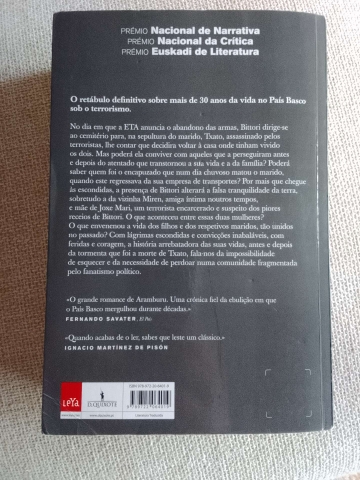 PRÉMIO Nacional de Narrativa
PRÉMIO Nacional da Crítica
PRÉMIO Euskadi de Literatura
O retábulo definitivo sobre mais de 30 anos da vida no País Basco
sob o terrorismo.
No dia em que a ETA anuncia o abandono das armas, Bittori dirige-se
ao cemitério para, na sepultura do marido, Txato, assassinado pelos
terroristas, lhe contar que decidira voltar à casa onde tinham vivido
os dois. Mas poderá ela conviver com aqueles que a perseguiram antes
e depois do atentado que transtornou a sua vida e a da família? Poderá
saber quem foi o encapuzado que num dia chuvoso matou o marido,
quando este regressava da sua empresa de transportes? Por mais que chegue
às escondidas, a presença de Bittori alterará a falsa tranquilidade da terra,
sobretudo a da vizinha Miren, amiga íntima noutros tempos,
e mãe de Joxe Mari, um terrorista encarcerado e suspeito dos piores
receios de Bittori. O que aconteceu entre essas duas mulheres?
O que envenenou a vida dos filhos e dos respetivos maridos, tão unidos
no passado? Com lágrimas escondidas e convicções inabaláveis, com
feridas e coragem, a história arrebatadora das suas vidas, antes e depois
da tormenta que foi a morte de Txato, fala-nos da impossibilidade
de esquecer e da necessidade de perdoar numa comunidade fragmentada
pelo fanatismo político.
«O grande romance de Aramburu. Uma crónica fiel da ebulição em que
o País Basco mergulhou durante décadas.»
FERNANDO SAVATER, El País
«Quando acabas de o ler, sabes que leste um clássico.»
IGNACIO MARTÍNEZ DE PISÓN
LEYA
D. QUIXOTE